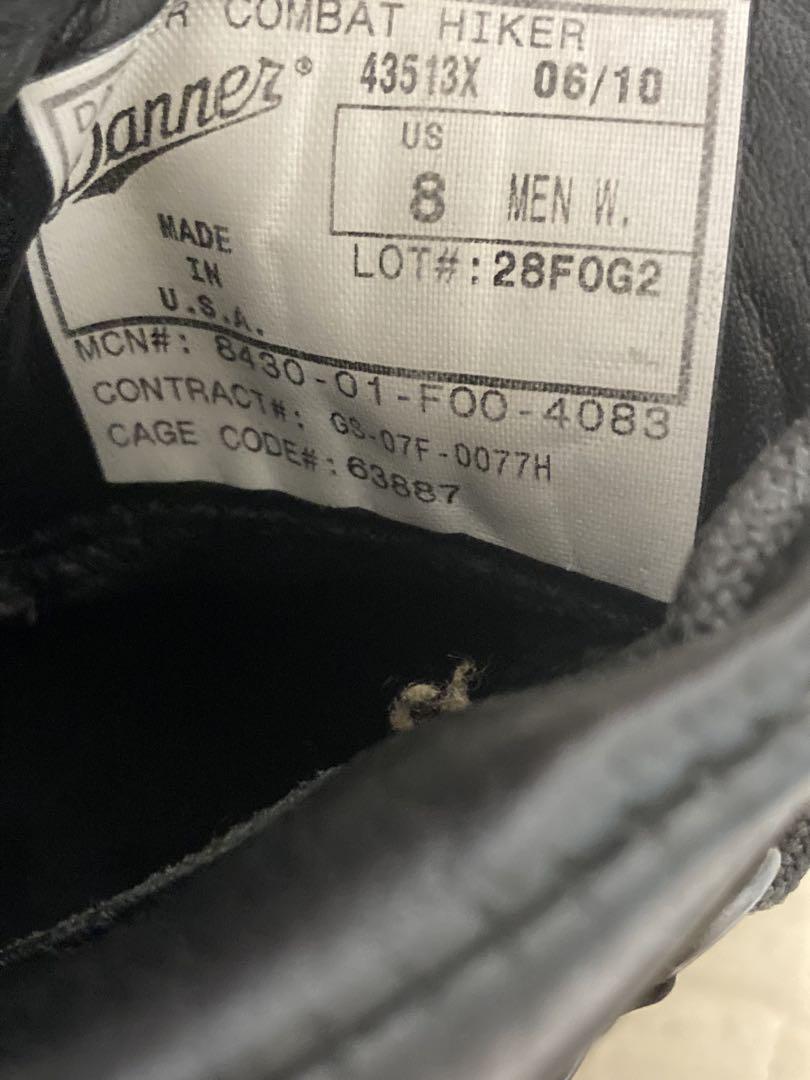 R COMBAT HIKER
Danner® 43513X 06/10
US
8 MEN W.
MADE
IN
U.S.A.
LOT#:28F0G2
MCN#: 8430-01-F00-4083
CONTRACT#: GS-07F-0077H
CAGE CODE#:63887